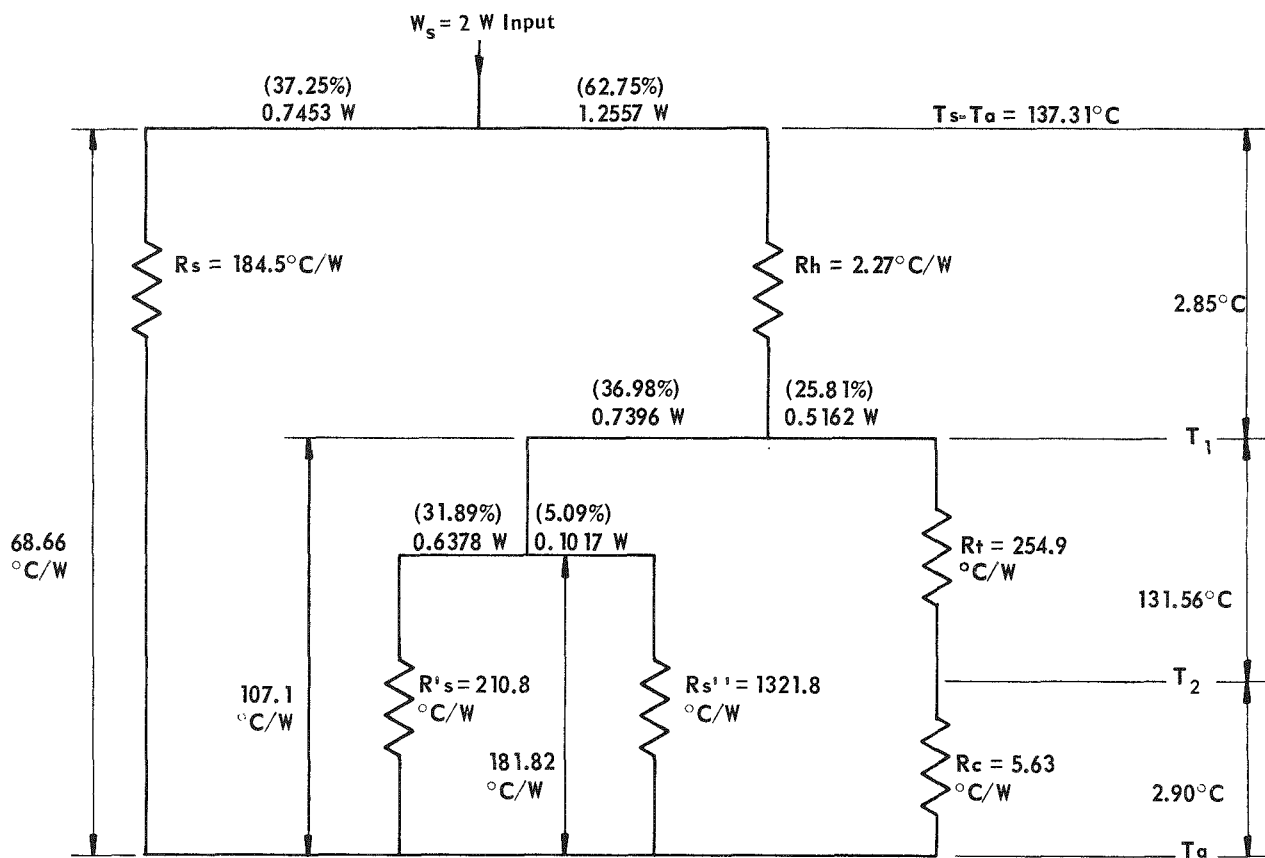 W_s = 2 W Input
(37.25%)
0.7453 W
(62.75%)
1.2557 W
Ts-Ta = 137.31°C
Rs = 184.5°C/W
Rh = 2.27°C/W
2.85°C
(36.98%)
0.7396 W
(25.81%)
0.5162 W
T_1
(31.89%)
0.6378 W
(5.09%)
0.1017 W
68.66
°C/W
Rt = 254.9
°C/W
131.56°C
107.1
°C/W
R's = 210.8
°C/W
Rs'' = 1321.8
°C/W
T_2
181.82
°C/W
Rc = 5.63
°C/W
2.90°C
Ta